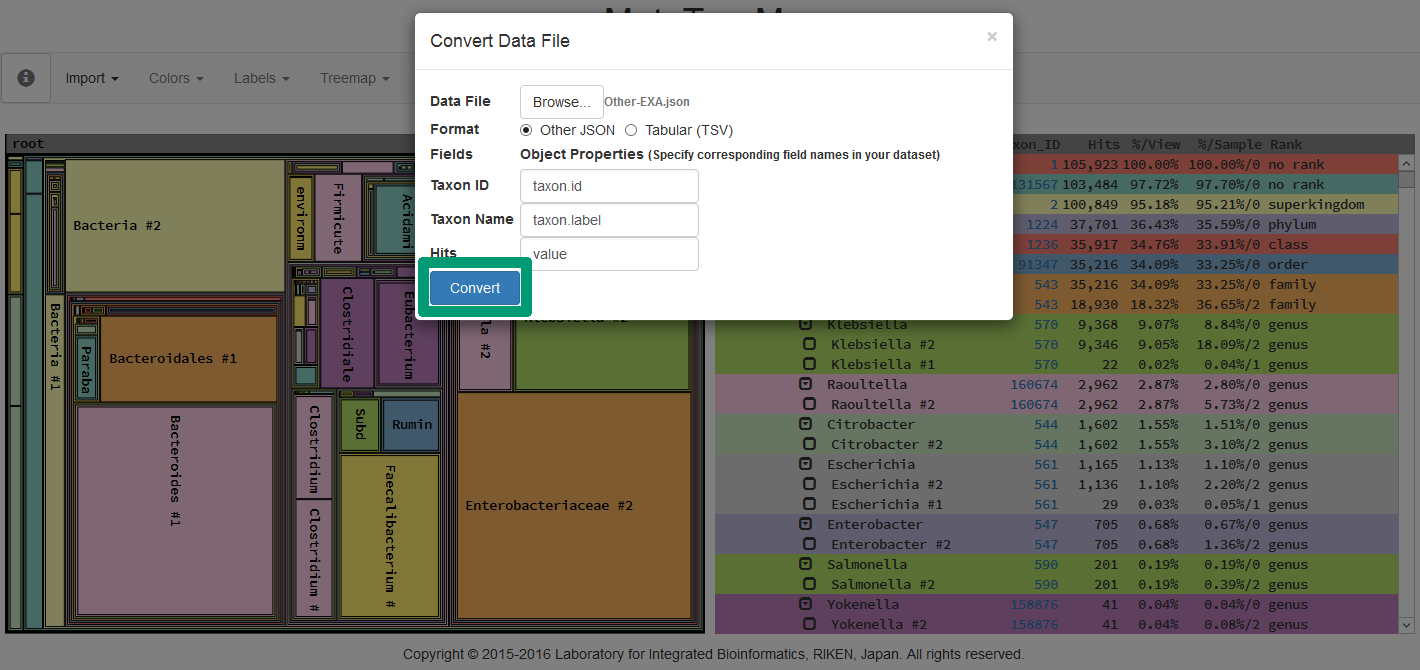 Convert Data File ×
Import Colors Labels Treemap
Data File Browse... Other-EXA.json
Format Other JSON Tabular (TSV)
Fields Object Properties (Specify corresponding field names in your dataset)
Taxon ID taxon.id
Taxon Name taxon.label
Hits value
Convert
root
Bacteria #2
Bacteria #1
Paraba
Bacteroidales #1
Bacteroides #1
environm
Firmicute
Acidami
Clostridiale
Eubacterium
Clostridium
Clostridium #
Subd
Rumin
Faecalibacterium #
Enterobacteriaceae #2
Hits %/View %/Sample Rank
1 105,923 100.00% 100.00%/0 no rank
131567 103,484 97.72% 97.70%/0 no rank
2 100,849 95.18% 95.21%/0 superkingdom
1224 37,701 36.43% 35.59%/0 phylum
1236 35,917 34.76% 33.91%/0 class
91347 35,216 34.09% 33.25%/0 order
543 35,216 34.09% 33.25%/0 family
543 18,930 18.32% 36.65%/2 family
Klebsiella 570 9,368 9.07% 8.84%/0 genus
Klebsiella #2 570 9,346 9.05% 18.09%/2 genus
Klebsiella #1 570 22 0.02% 0.04%/1 genus
Raoultella 160674 2,962 2.87% 2.80%/0 genus
Raoultella #2 160674 2,962 2.87% 5.73%/2 genus
Citrobacter 544 1,602 1.55% 1.51%/0 genus
Citrobacter #2 544 1,602 1.55% 3.10%/2 genus
Escherichia 561 1,165 1.13% 1.10%/0 genus
Escherichia #2 561 1,136 1.10% 2.20%/2 genus
Escherichia #1 561 29 0.03% 0.05%/1 genus
Enterobacter 547 705 0.68% 0.67%/0 genus
Enterobacter #2 547 705 0.68% 1.36%/2 genus
Salmonella 590 201 0.19% 0.19%/0 genus
Salmonella #2 590 201 0.19% 0.39%/2 genus
Yokenella 158876 41 0.04% 0.04%/0 genus
Yokenella #2 158876 41 0.04% 0.08%/2 genus
Copyright © 2015-2016 Laboratory for Integrated Bioinformatics, RIKEN, Japan. All rights reserved.